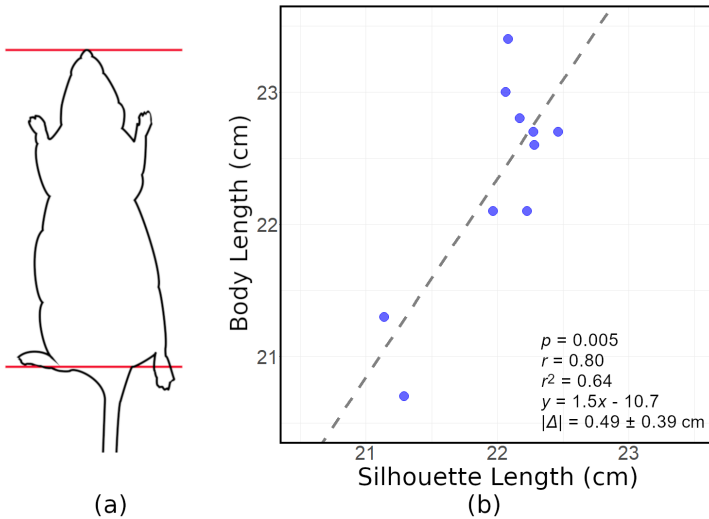 23
22
21
Body Length (cm)
p = 0.005
r = 0.80
r² = 0.64
y = 1.5x - 10.7
|Δ| = 0.49 ± 0.39 cm
21 22 23
Silhouette Length (cm)
(a) (b)